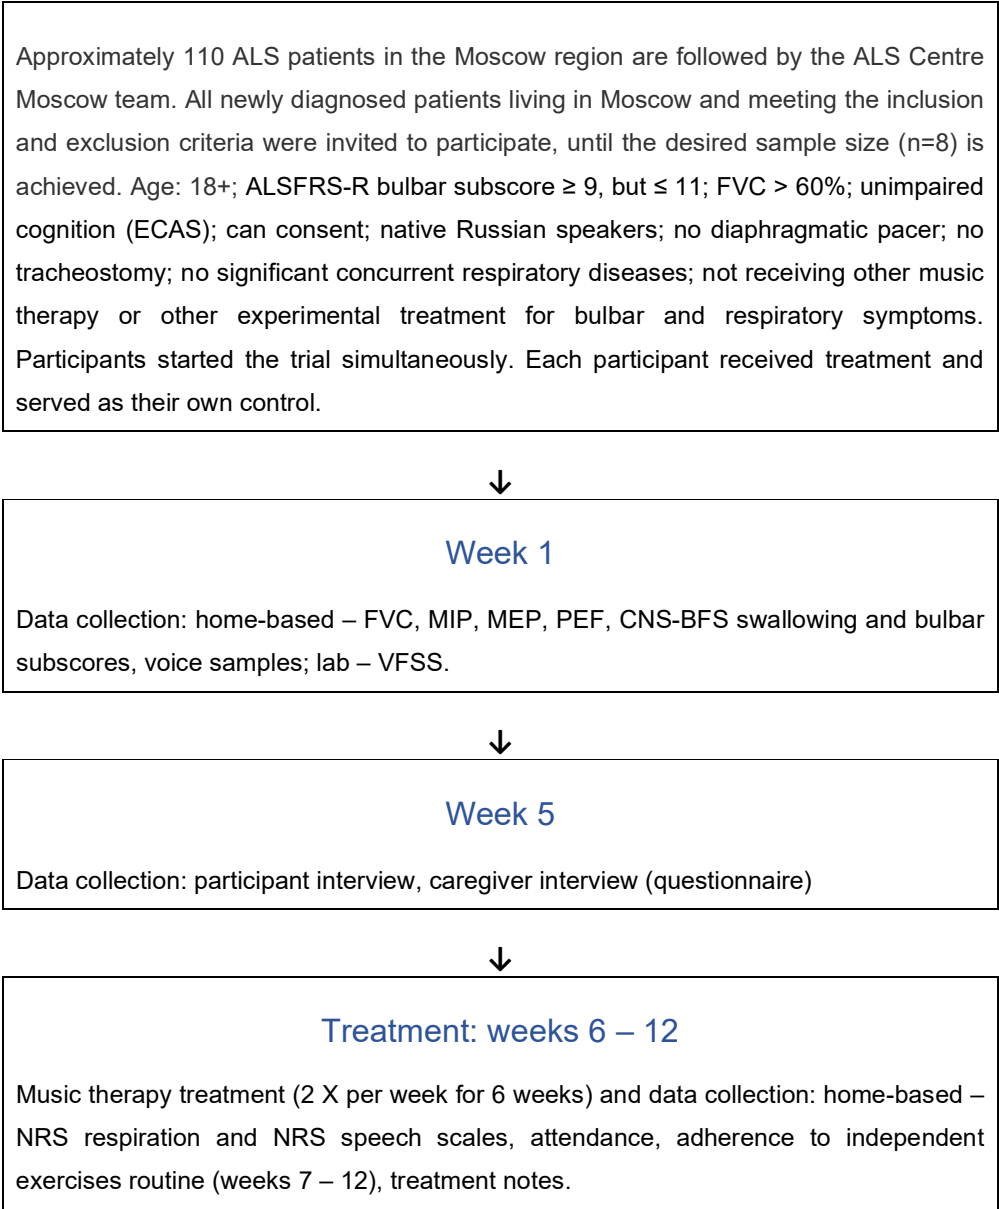 Approximately 110 ALS patients in the Moscow region are followed by the ALS Centre
Moscow team. All newly diagnosed patients living in Moscow and meeting the inclusion
and exclusion criteria were invited to participate, until the desired sample size (n=8) is
achieved. Age: 18+; ALSFRS-R bulbar subscore ≥ 9, but ≤ 11; FVC > 60%; unimpaired
cognition (ECAS); can consent; native Russian speakers; no diaphragmatic pacer; no
tracheostomy; no significant concurrent respiratory diseases; not receiving other music
therapy or other experimental treatment for bulbar and respiratory symptoms.
Participants started the trial simultaneously. Each participant received treatment and
served as their own control.
Week 1
Data collection: home-based – FVC, MIP, MEP, PEF, CNS-BFS swallowing and bulbar
subscores, voice samples; lab – VFSS.
Week 5
Data collection: participant interview, caregiver interview (questionnaire)
Treatment: weeks 6 – 12
Music therapy treatment (2 X per week for 6 weeks) and data collection: home-based –
NRS respiration and NRS speech scales, attendance, adherence to independent
exercises routine (weeks 7 – 12), treatment notes.